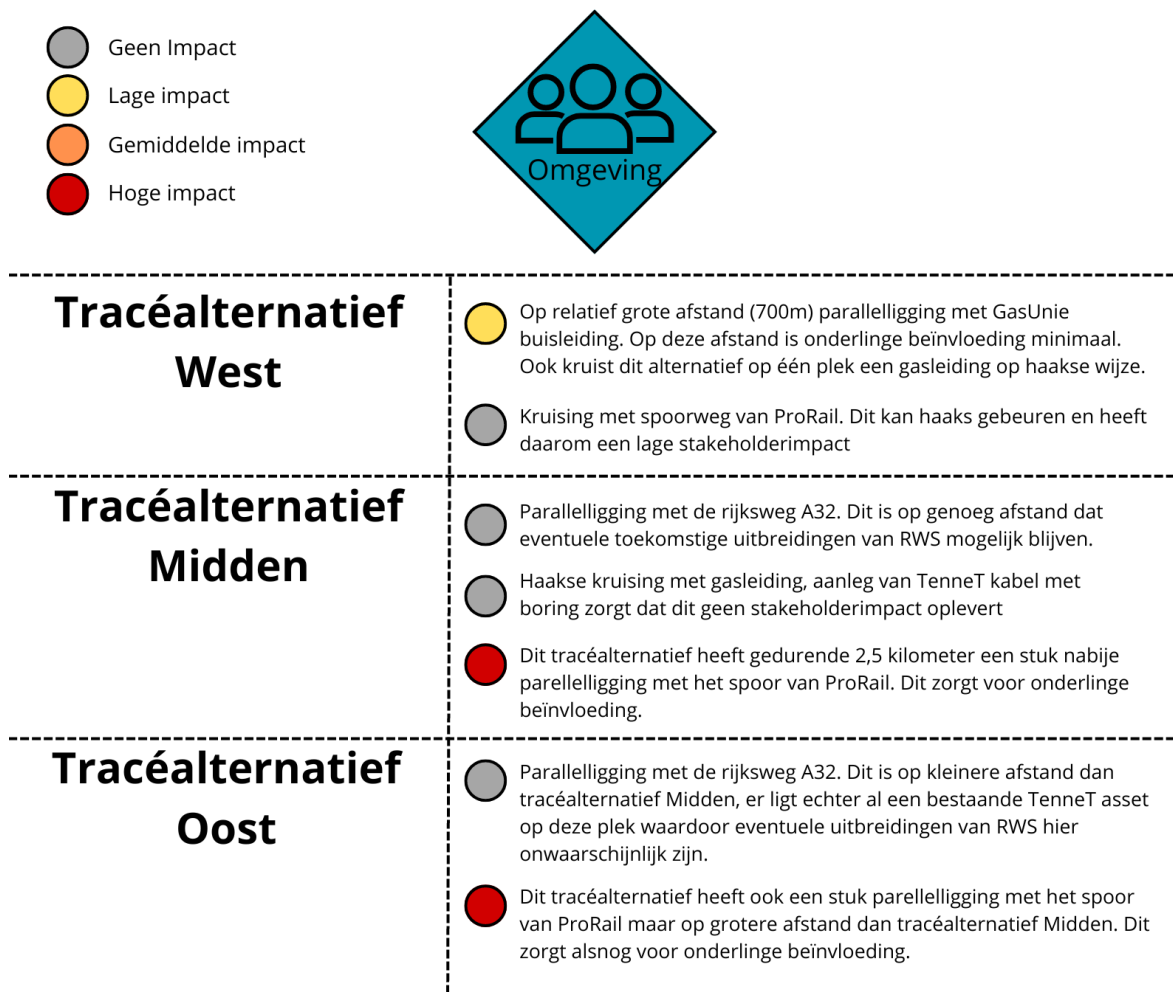 Geen Impact
Lage impact
Gemiddelde impact
Hoge impact
Omgeving
Tracéalternatief
West
Op relatief grote afstand (700m) parallelligging met GasUnie
buisleiding. Op deze afstand is onderlinge beïnvloeding minimaal.
Ook kruist dit alternatief op één plek een gasleiding op haakse wijze.
Kruising met spoorweg van ProRail. Dit kan haaks gebeuren en heeft
daarom een lage stakeholderimpact
Tracéalternatief
Midden
Parallelligging met de rijksweg A32. Dit is op genoeg afstand dat
eventuele toekomstige uitbreidingen van RWS mogelijk blijven.
Haakse kruising met gasleiding, aanleg van TenneT kabel met
boring zorgt dat dit geen stakeholderimpact oplevert
Dit tracéalternatief heeft gedurende 2,5 kilometer een stuk nabije
parellelligging met het spoor van ProRail. Dit zorgt voor onderlinge
beïnvloeding.
Tracéalternatief
Oost
Parallelligging met de rijksweg A32. Dit is op kleinere afstand dan
tracéalternatief Midden, er ligt echter al een bestaande TenneT asset
op deze plek waardoor eventuele uitbreidingen van RWS hier
onwaarschijnlijk zijn.
Dit tracéalternatief heeft ook een stuk parellelligging met het spoor
van ProRail maar op grotere afstand dan tracéalternatief Midden. Dit
zorgt alsnog voor onderlinge beïnvloeding.